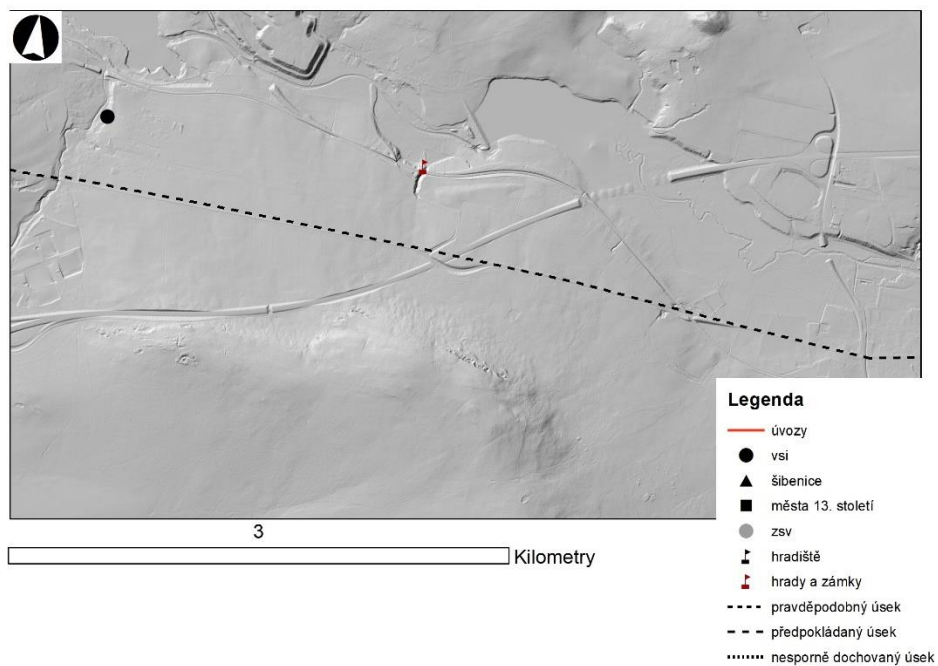 3
Kilometry
Legenda
úvozy
vsi
šibenice
města 13. století
zsv
hradiště
hrady a zámky
pravděpodobný úsek
předpokládaný úsek
nesporně dochovaný úsek